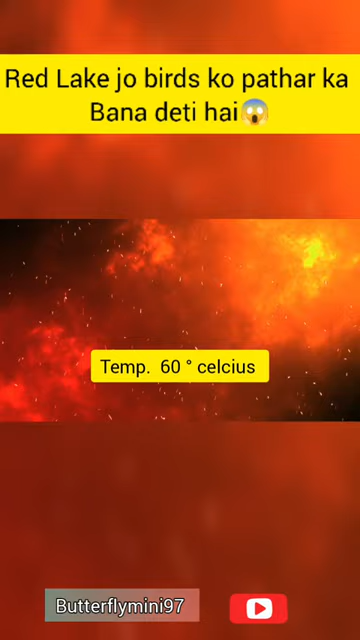 Red Lake jo birds ko pathar ka
Bana deti hai😱
Temp. 60 ° celcius
Butterflymini97